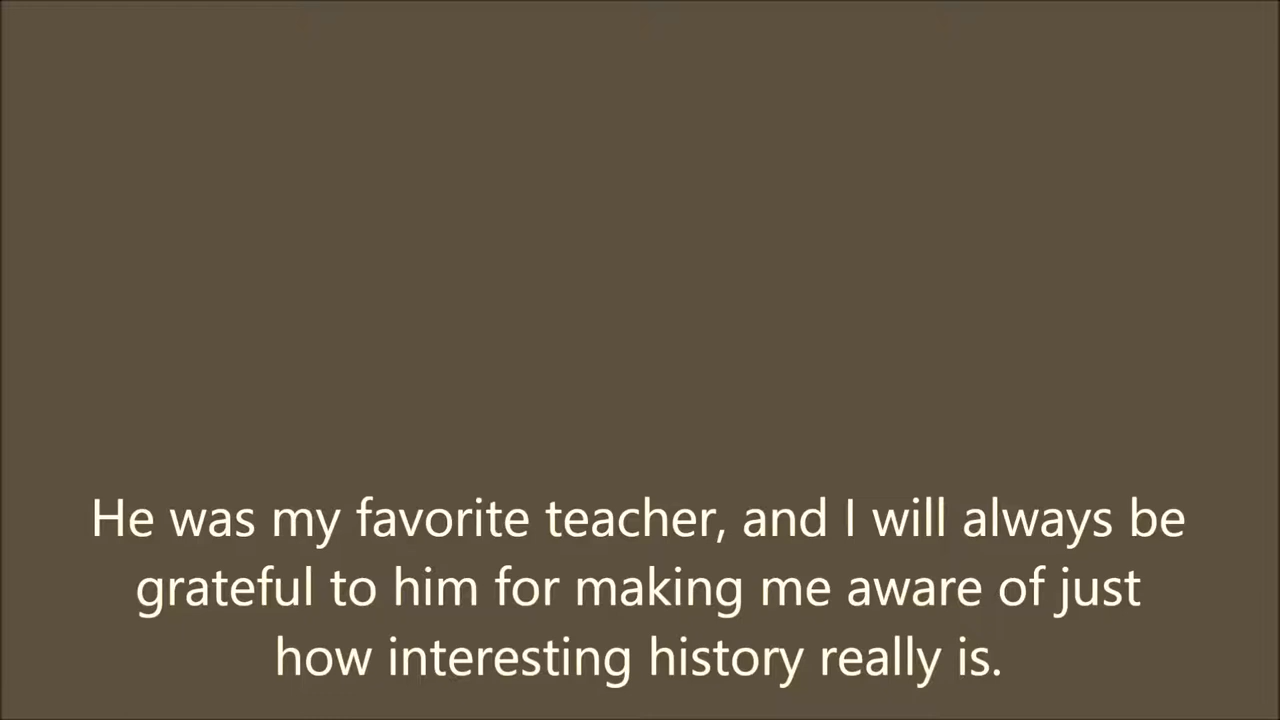 He was my favorite teacher, and I will always be
grateful to him for making me aware of just
how interesting history really is.